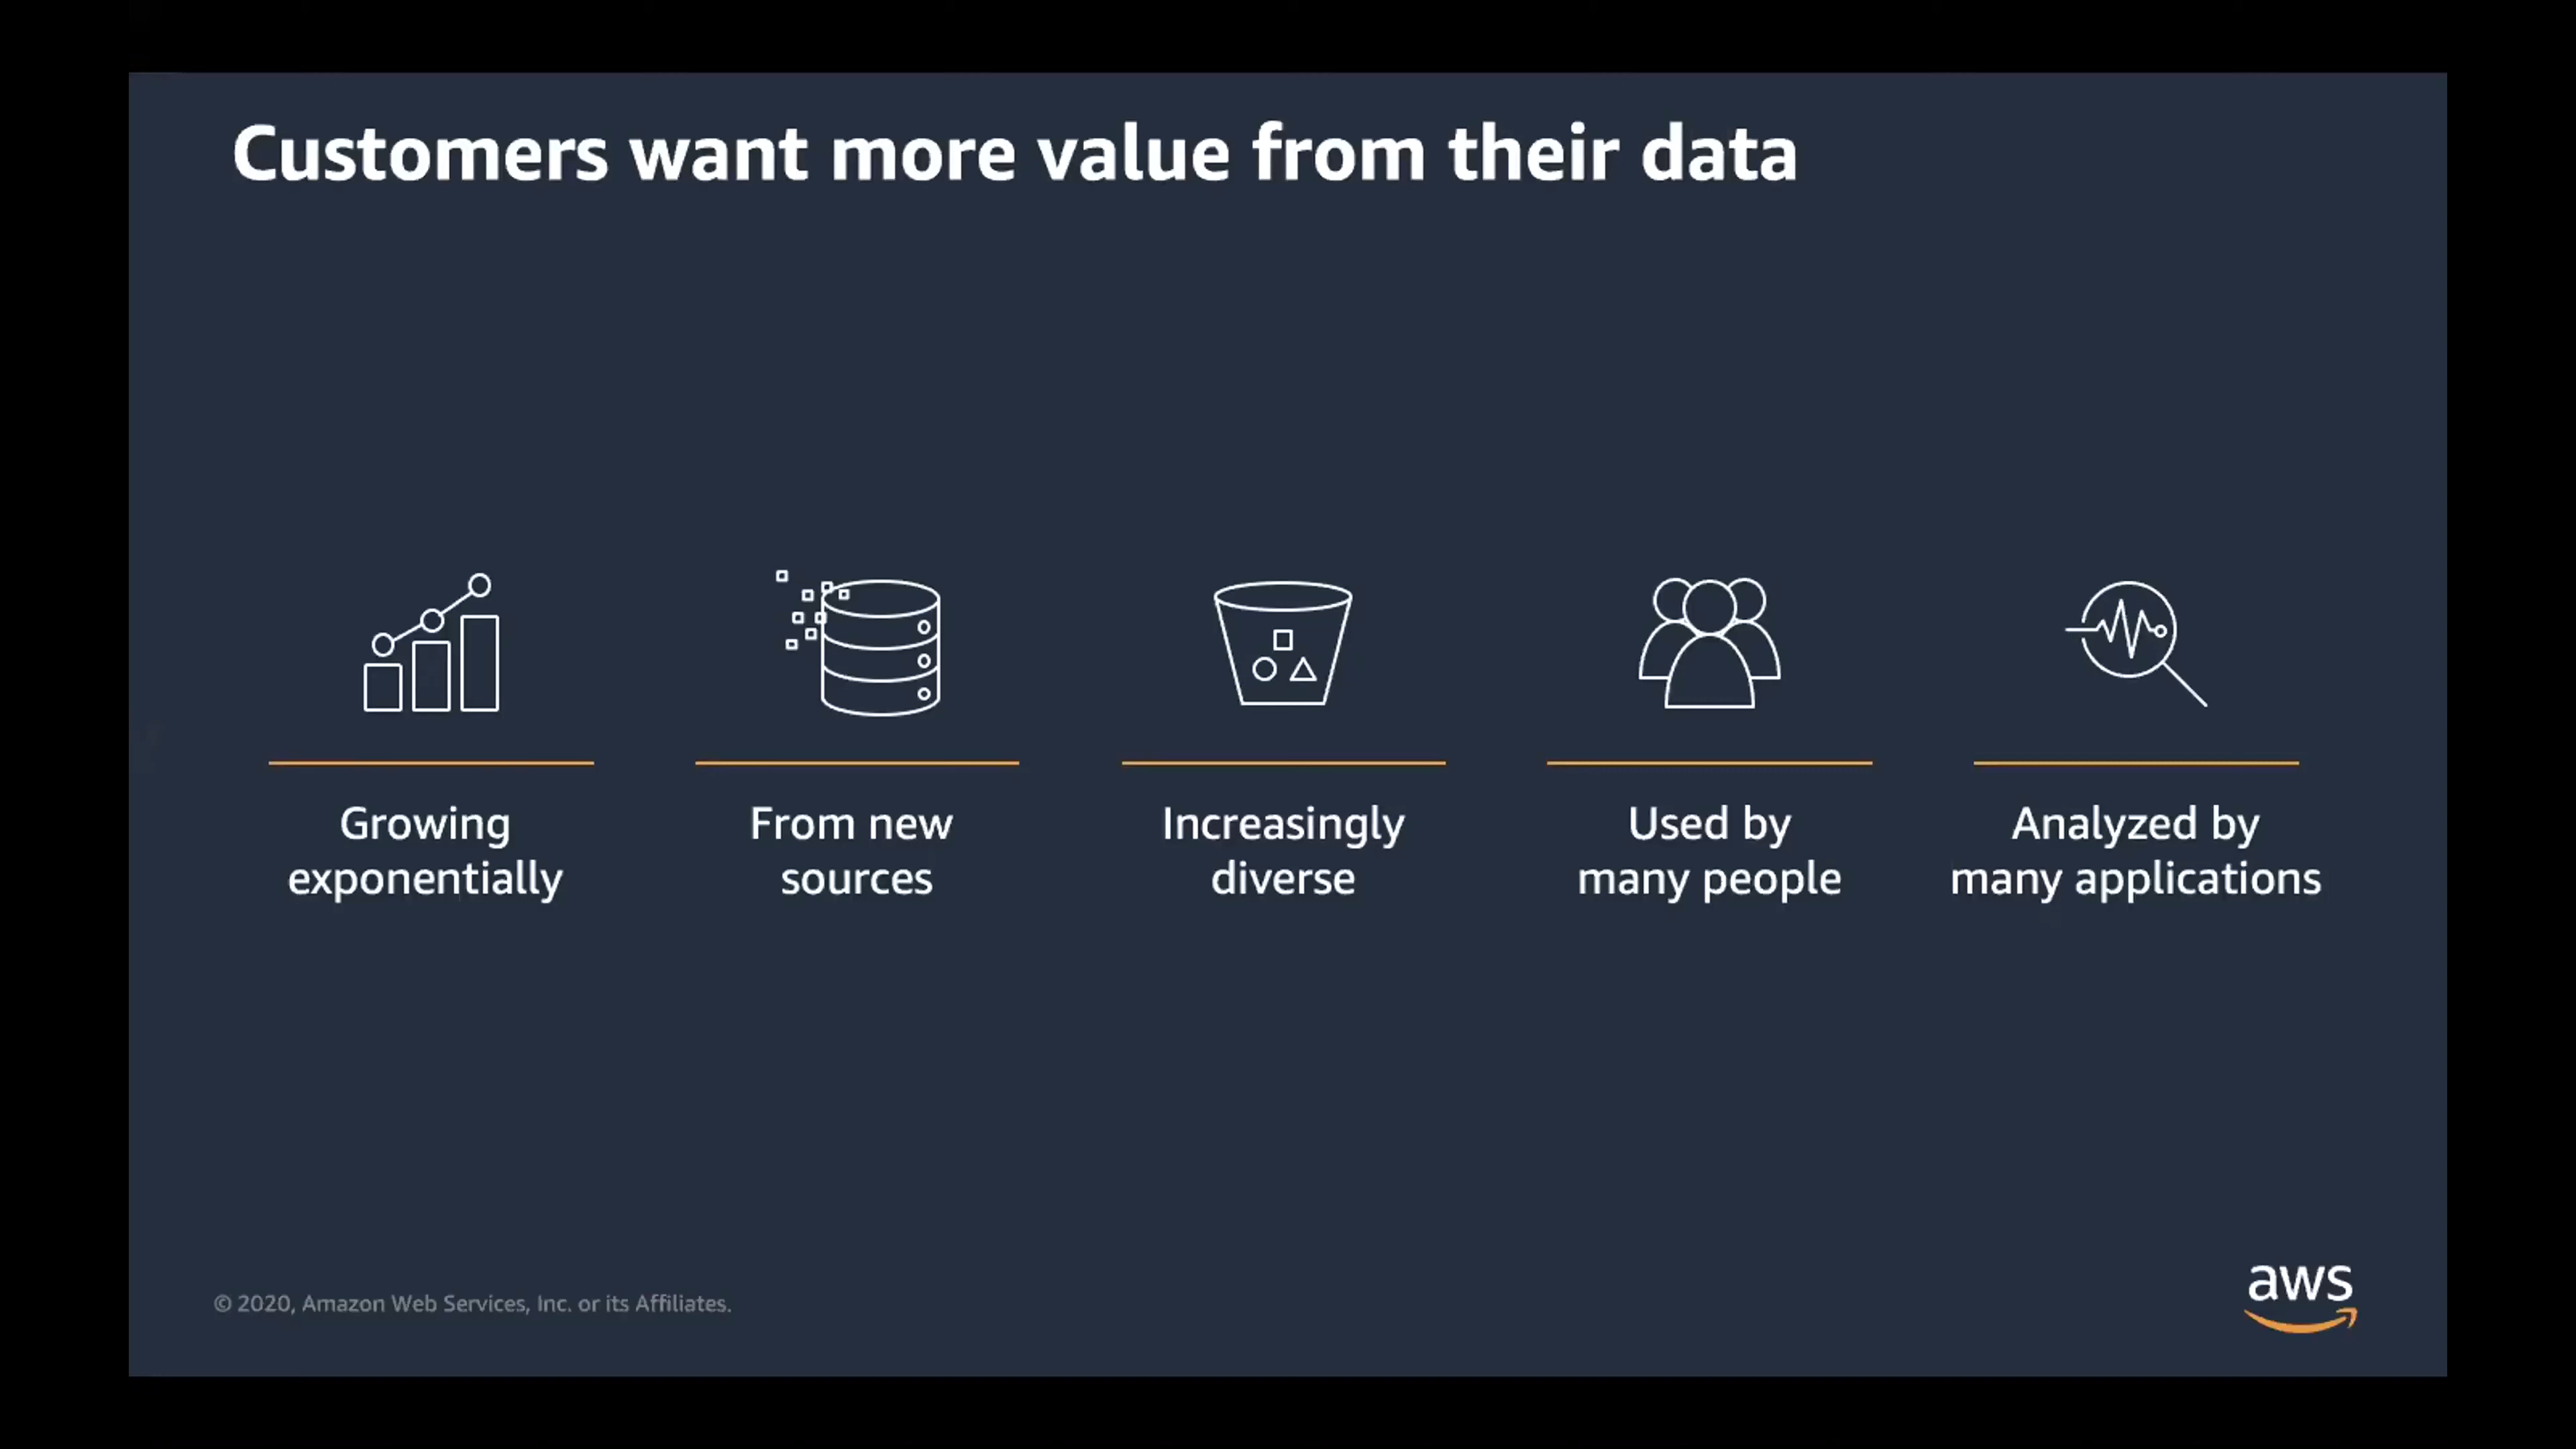 Customers want more value from their data
Growing
exponentially
From new
sources
Increasingly
diverse
Used by
many people
Analyzed by
many applications
© 2020, Amazon Web Services, Inc. or its Affiliates.
aws